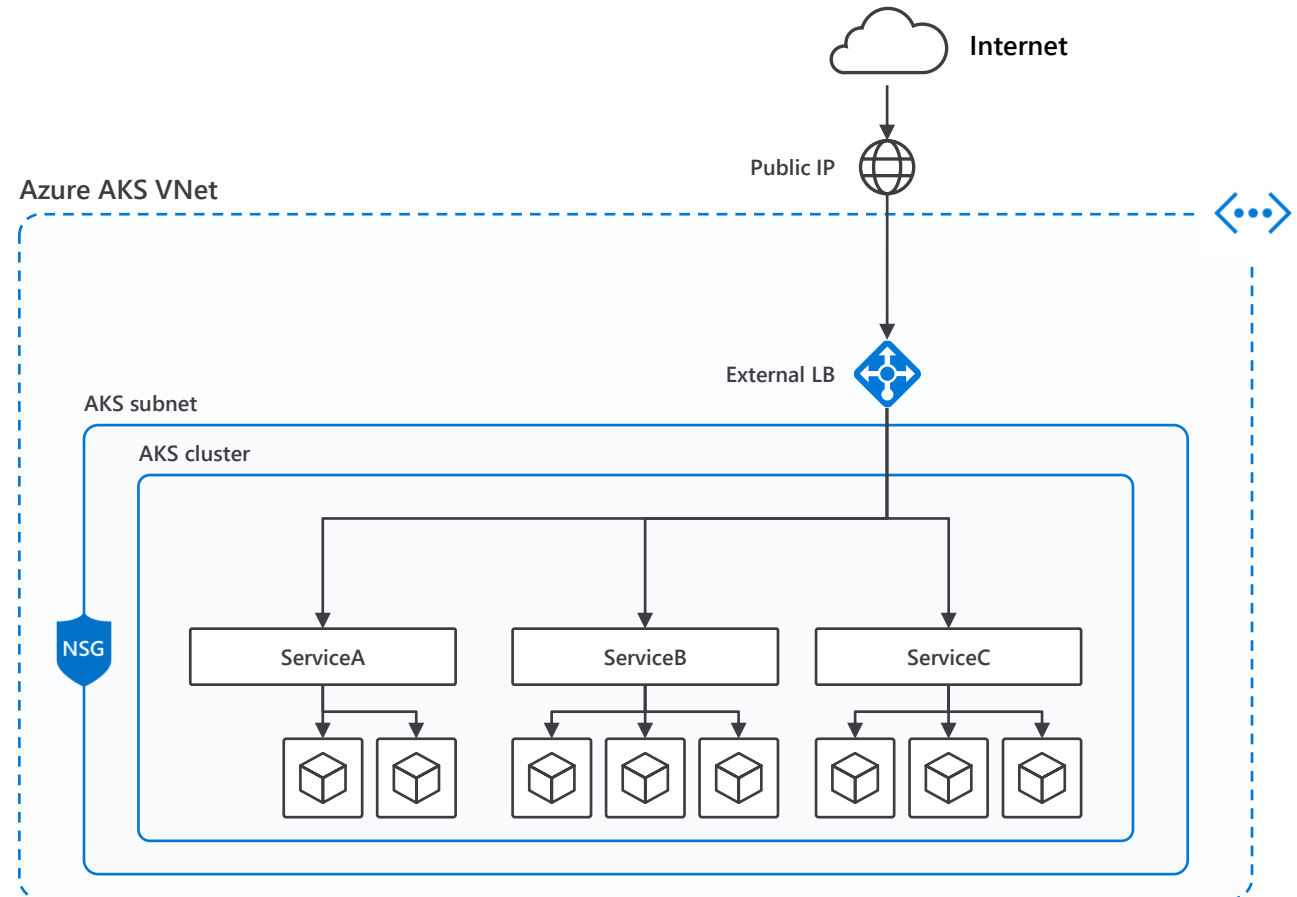 Internet
Public IP
Azure AKS VNet
External LB
AKS subnet
AKS cluster
NSG
ServiceA
ServiceB
ServiceC